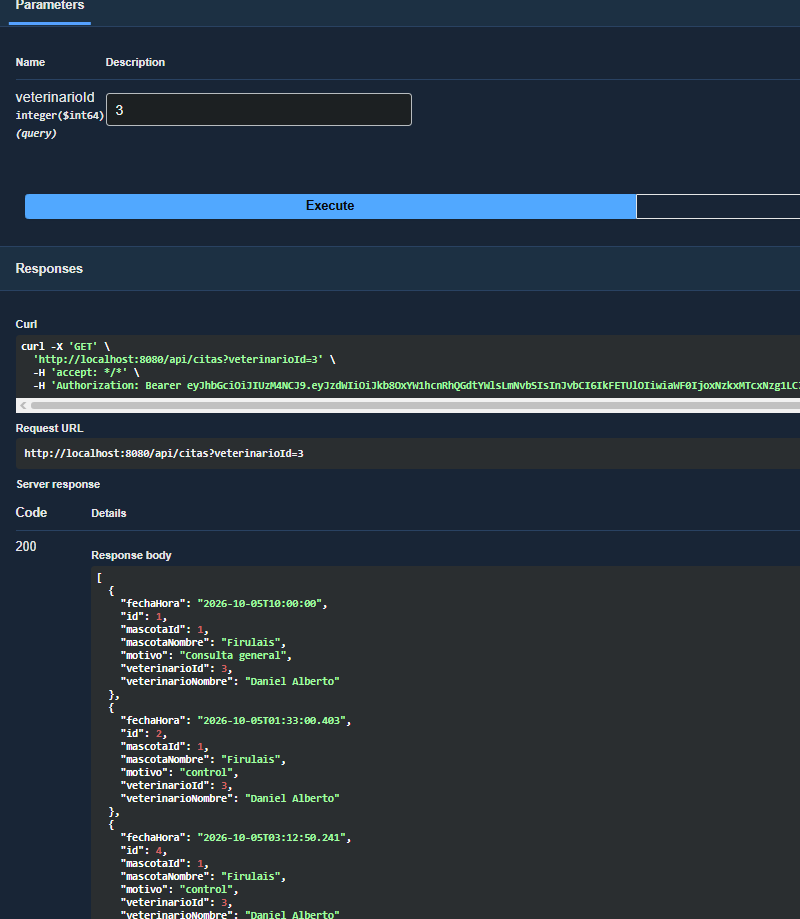 Parameters
Name Description
veterinarioId
integer($int64)
(query)
3
Execute
Responses
Curl
curl -X 'GET' \
'http://localhost:8080/api/citas?veterinarioId=3' \
-H 'accept: */*' \
-H 'Authorization: Bearer
Request URL
http://localhost:8080/api/citas?veterinarioId=3
Server response
Code Details
200
Response body
[
{
"fechaHora": "2026-10-05T10:00:00",
"id": 1,
"mascotaId": 1,
"mascotaNombre": "Firulais",
"motivo": "Consulta general",
"veterinarioId": 3,
"veterinarioNombre": "Daniel Alberto"
},
{
"fechaHora": "2026-10-05T01:33:00.403",
"id": 2,
"mascotaId": 1,
"mascotaNombre": "Firulais",
"motivo": "control",
"veterinarioId": 3,
"veterinarioNombre": "Daniel Alberto"
},
{
"fechaHora": "2026-10-05T03:12:50.241",
"id": 4,
"mascotaId": 1,
"mascotaNombre": "Firulais",
"motivo": "control",
"veterinarioId": 3,
"veterinarioNombre": "Daniel Alberto"